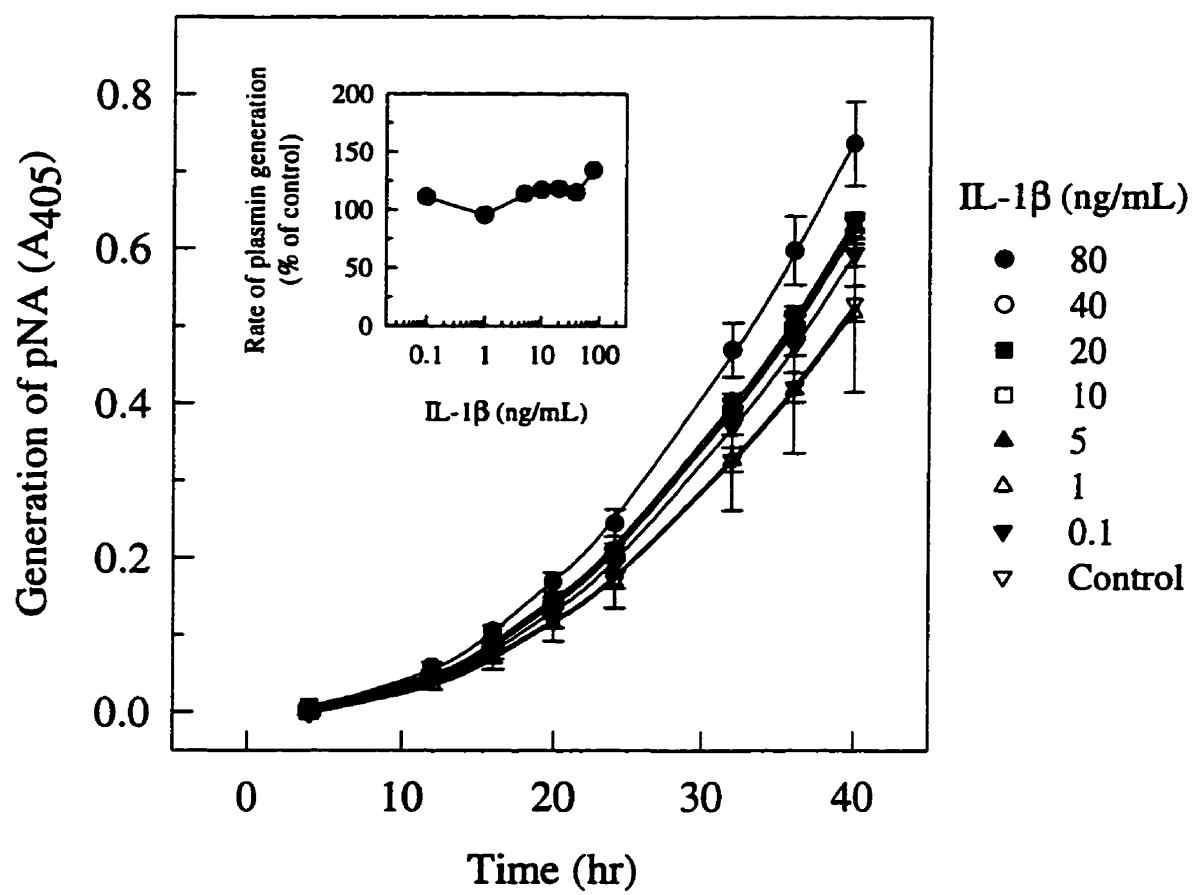 Generation of pNA (A405)
0.8
0.6
0.4
0.2
0.0
0 10 20 30 40
Time (hr)
Rate of plasmin generation
(% of control)
200
150
100
50
0
0.1 1 10 100
IL-1β (ng/mL)
IL-1β (ng/mL)
80
40
20
10
5
1
0.1
Control